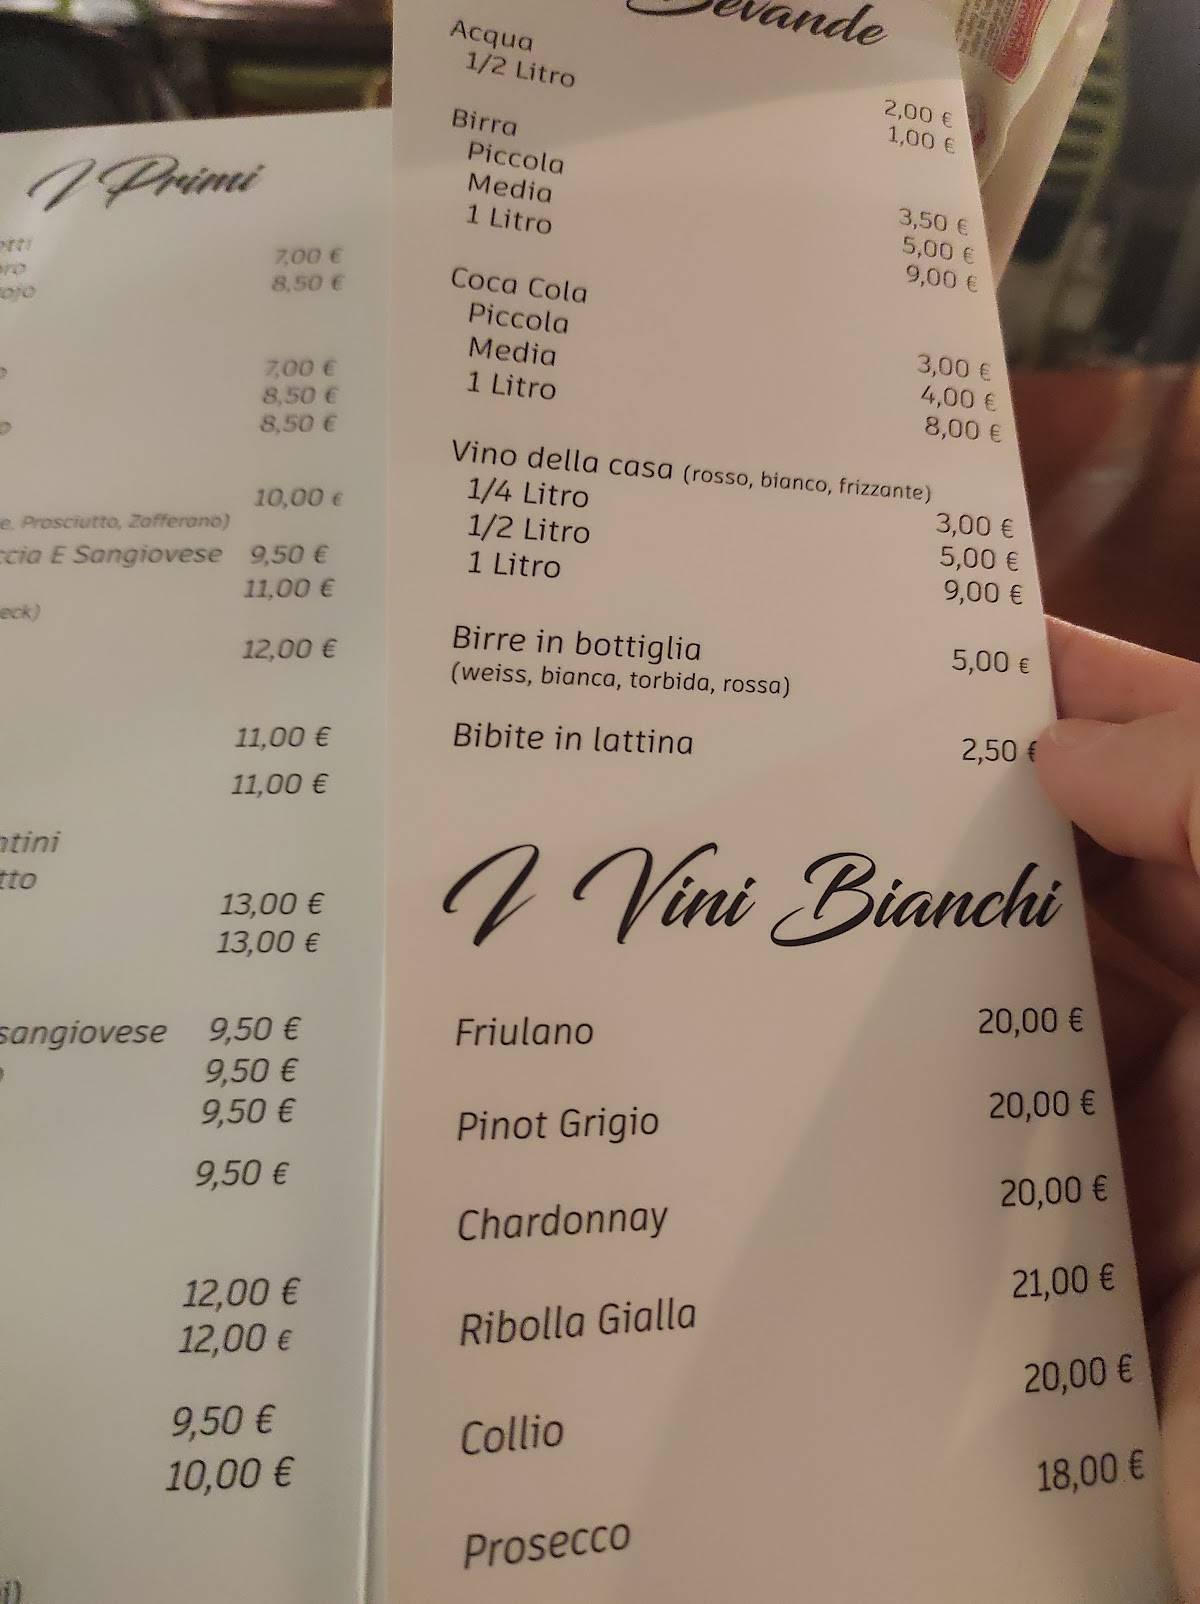 I Primi
7,00 €
8,50 €
7,00 €
8,50 €
8,50 €
10,00 €
Prosciutto, Zafferano)
E Sangiovese 9,50 €
11,00 €
12,00 €
11,00 €
11,00 €
13,00 €
13,00 €
sangiovese 9,50 €
9,50 €
9,50 €
9,50 €
12,00 €
12,00 €
9,50 €
10,00 €
Bevande
Acqua 2,00 €
1/2 Litro 1,00 €
Birra
Piccola 3,50 €
Media 5,00 €
1 Litro 9,00 €
Coca Cola
Piccola 3,00 €
Media 4,00 €
1 Litro 8,00 €
Vino della casa (rosso, bianco, frizzante)
1/4 Litro 3,00 €
1/2 Litro 5,00 €
1 Litro 9,00 €
Birre in bottiglia 5,00 €
(weiss, bianca, torbida, rossa)
Bibite in lattina 2,50 €
I Vini Bianchi
Friulano 20,00 €
Pinot Grigio 20,00 €
Chardonnay 20,00 €
Ribolla Gialla 21,00 €
Collio 20,00 €
Prosecco 18,00 €